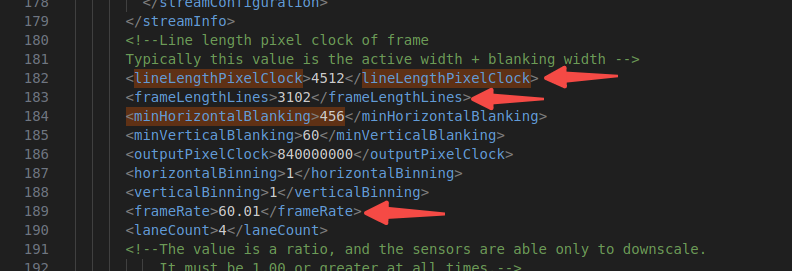 178 </streamConfiguration>
179 </streamInfo>
180 <!--Line length pixel clock of frame
181 Typically this value is the active width + blanking width -->
182 <lineLengthPixelClock>4512</lineLengthPixelClock>
183 <frameLengthLines>3102</frameLengthLines>
184 <minHorizontalBlanking>456</minHorizontalBlanking>
185 <minVerticalBlanking>60</minVerticalBlanking>
186 <outputPixelClock>840000000</outputPixelClock>
187 <horizontalBinning>1</horizontalBinning>
188 <verticalBinning>1</verticalBinning>
189 <frameRate>60.01</frameRate>
190 <laneCount>4</laneCount>
191 <!--The value is a ratio, and the sensors are able only to downscale.
192 It must be 1.00 or greater at all times -->